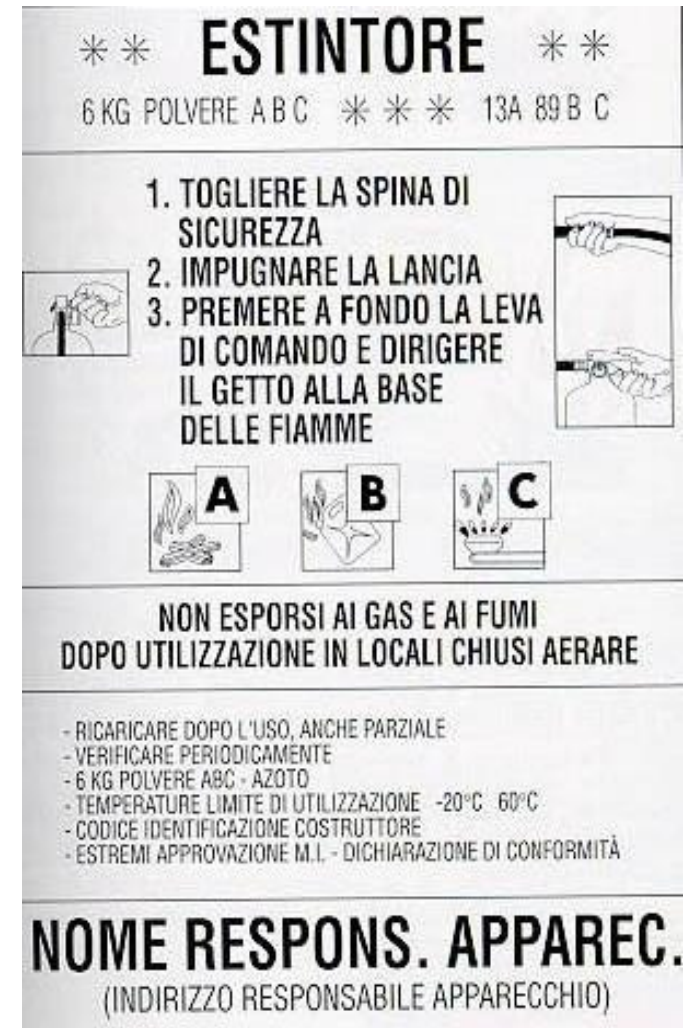 ** ESTINTORE **
6 KG POLVERE A B C *** 13A 89 B C
1. TOGLIERE LA SPINA DI
SICUREZZA
2. IMPUGNARE LA LANCIA
3. PREMERE A FONDO LA LEVA
DI COMANDO E DIRIGERE
IL GETTO ALLA BASE
DELLE FIAMME
A B C
NON ESPORSI AI GAS E AI FUMI
DOPO UTILIZZAZIONE IN LOCALI CHIUSI AERARE
- RICARICARE DOPO L'USO, ANCHE PARZIALE
- VERIFICARE PERIODICAMENTE
- 6 KG POLVERE ABC - AZOTO
- TEMPERATURE LIMITE DI UTILIZZAZIONE -20°C 60°C
- CODICE IDENTIFICAZIONE COSTRUTTORE
- ESTREMI APPROVAZIONE M.I. - DICHIARAZIONE DI CONFORMITÀ
NOME RESPONS. APPAREC.
(INDIRIZZO RESPONSABILE APPARECCHIO)